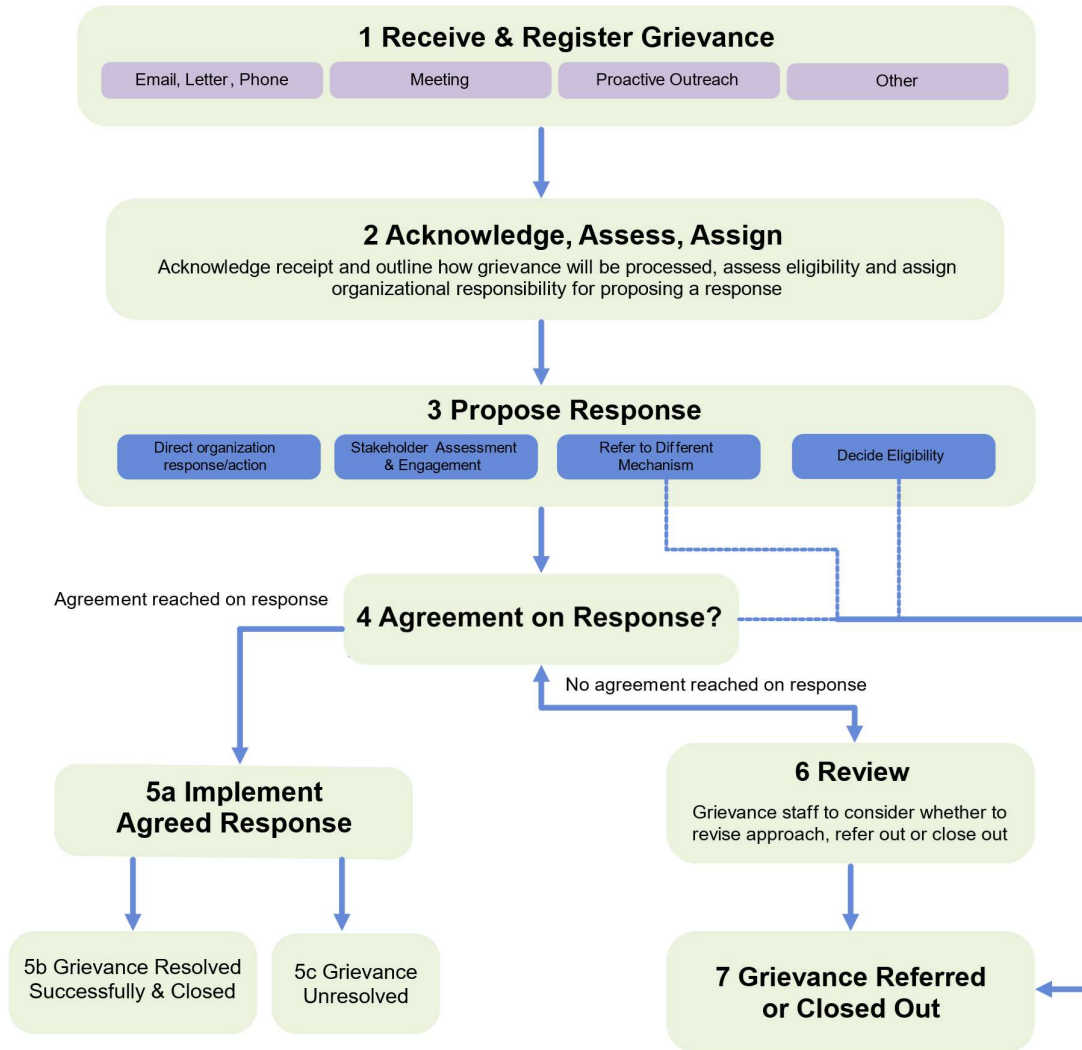 1 Receive & Register Grievance
Email, Letter, Phone
Meeting
Proactive Outreach
Other
2 Acknowledge, Assess, Assign
Acknowledge receipt and outline how grievance will be processed, assess eligibility and assign
organizational responsibility for proposing a response
3 Propose Response
Direct organization
response/action
Stakeholder Assessment
& Engagement
Refer to Different
Mechanism
Decide Eligibility
Agreement reached on response
4 Agreement on Response?
No agreement reached on response
5a Implement
Agreed Response
6 Review
Grievance staff to consider whether to
revise approach, refer out or close out
5b Grievance Resolved
Successfully & Closed
5c Grievance
Unresolved
7 Grievance Referred
or Closed Out